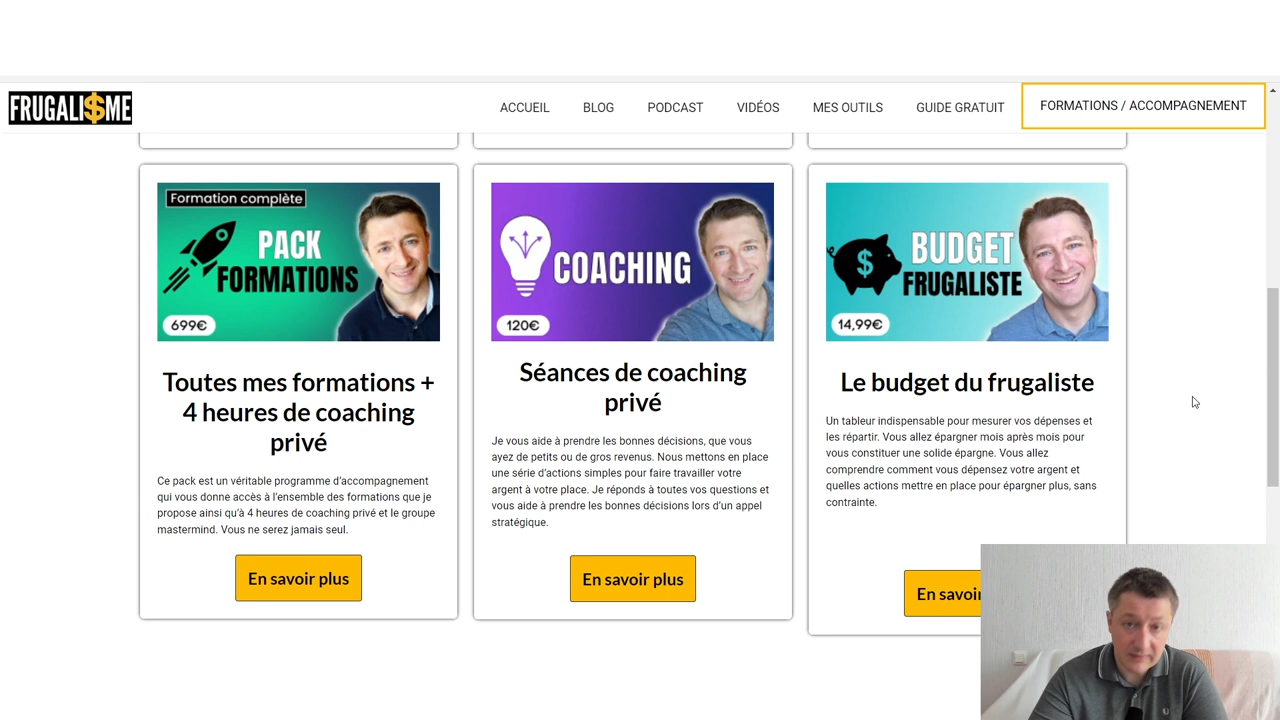 FRUGALI$ME
ACCUEIL
BLOG
PODCAST
VIDÉOS
MES OUTILS
GUIDE GRATUIT
FORMATIONS / ACCOMPAGNEMENT
Formation complète
PACK
FORMATIONS
699€
Toutes mes formations +
4 heures de coaching
privé
Ce pack est un véritable programme d’accompagnement
qui vous donne accès à l’ensemble des formations que je
propose ainsi qu’à 4 heures de coaching privé et le groupe
mastermind. Vous ne serez jamais seul.
En savoir plus
COACHING
120€
Séances de coaching
privé
Je vous aide à prendre les bonnes décisions, que vous
ayez de petits ou de gros revenus. Nous mettons en place
une série d’actions simples pour faire travailler votre
argent à votre place. Je réponds à toutes vos questions et
vous aide à prendre les bonnes décisions lors d’un appel
stratégique.
En savoir plus
$
BUDGET
FRUGALISTE
14,99€
Le budget du frugaliste
Un tableur indispensable pour mesurer vos dépenses et
les répartir. Vous allez épargner mois après mois pour
vous constituer une solide épargne. Vous allez
comprendre comment vous dépensez votre argent et
quelles actions mettre en place pour épargner plus, sans
contrainte.
En savoir